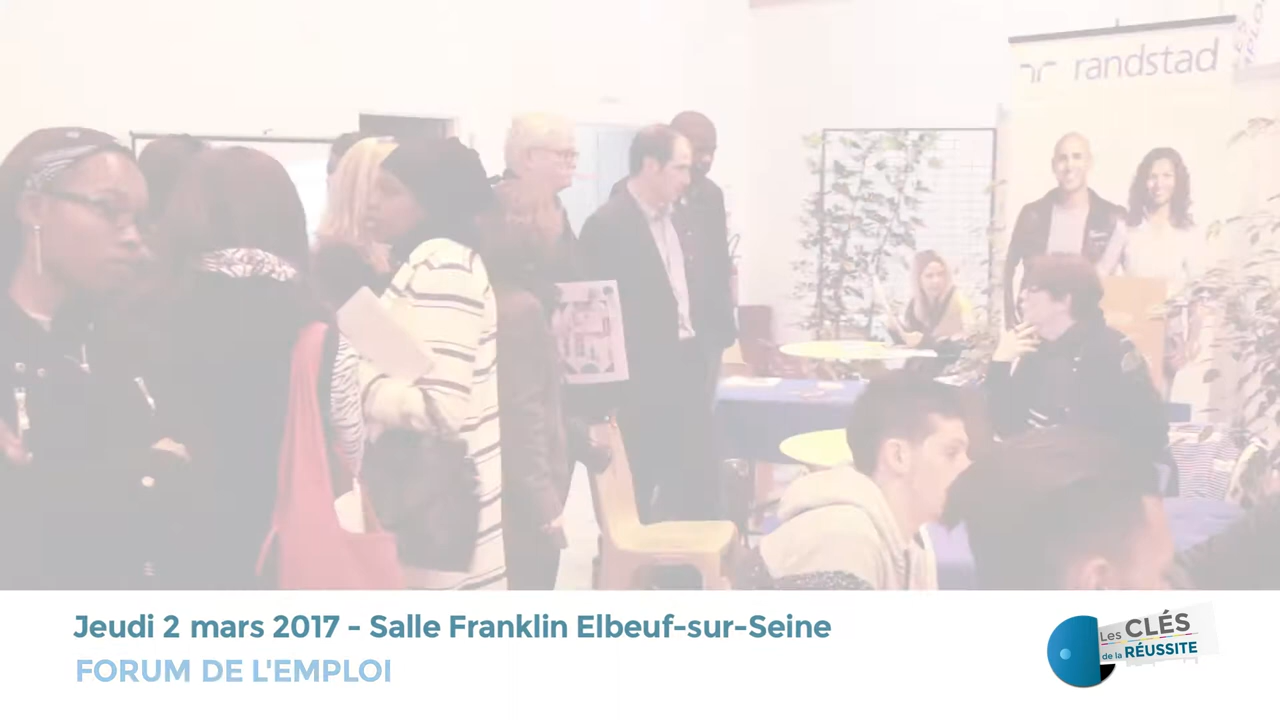 randstad
Jeudi 2 mars 2017 - Salle Franklin Elbeuf-sur-Seine
FORUM DE L'EMPLOI
Les CLÉS
de la RÉUSSITE